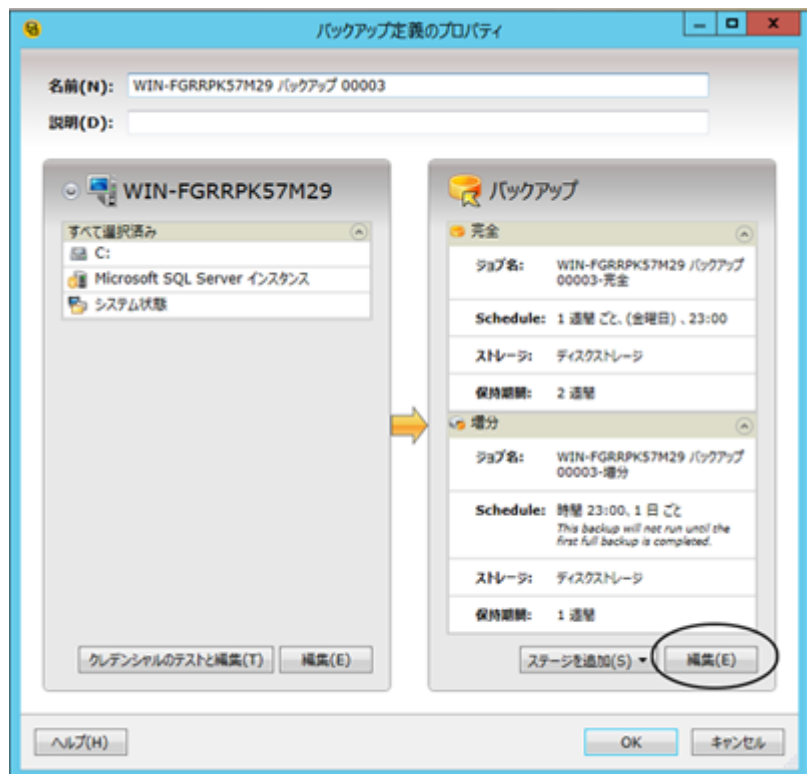 バックアップ定義のプロパティ
名前(N): WIN-FGRRPK57M29 バックアップ 00003
説明(D):
WIN-FGRRPK57M29
すべて選択済み
C:
Microsoft SQL Server インスタンス
システム状態
クレデンシャルのテストと編集(T) 編集(E)
バックアップ
完全
ジョブ名: WIN-FGRRPK57M29 バックアップ
00003-完全
Schedule: 1 週間 ごと、(金曜日) 、23:00
ストレージ: ディスクストレージ
保持期間: 2 週間
増分
ジョブ名: WIN-FGRRPK57M29 バックアップ
00003-増分
Schedule: 時間 23:00、1 日 ごと
This backup will not run until the
first full backup is completed.
ストレージ: ディスクストレージ
保持期間: 1 週間
ステージを追加(S) 編集(E)
ヘルプ(H) OK キャンセル